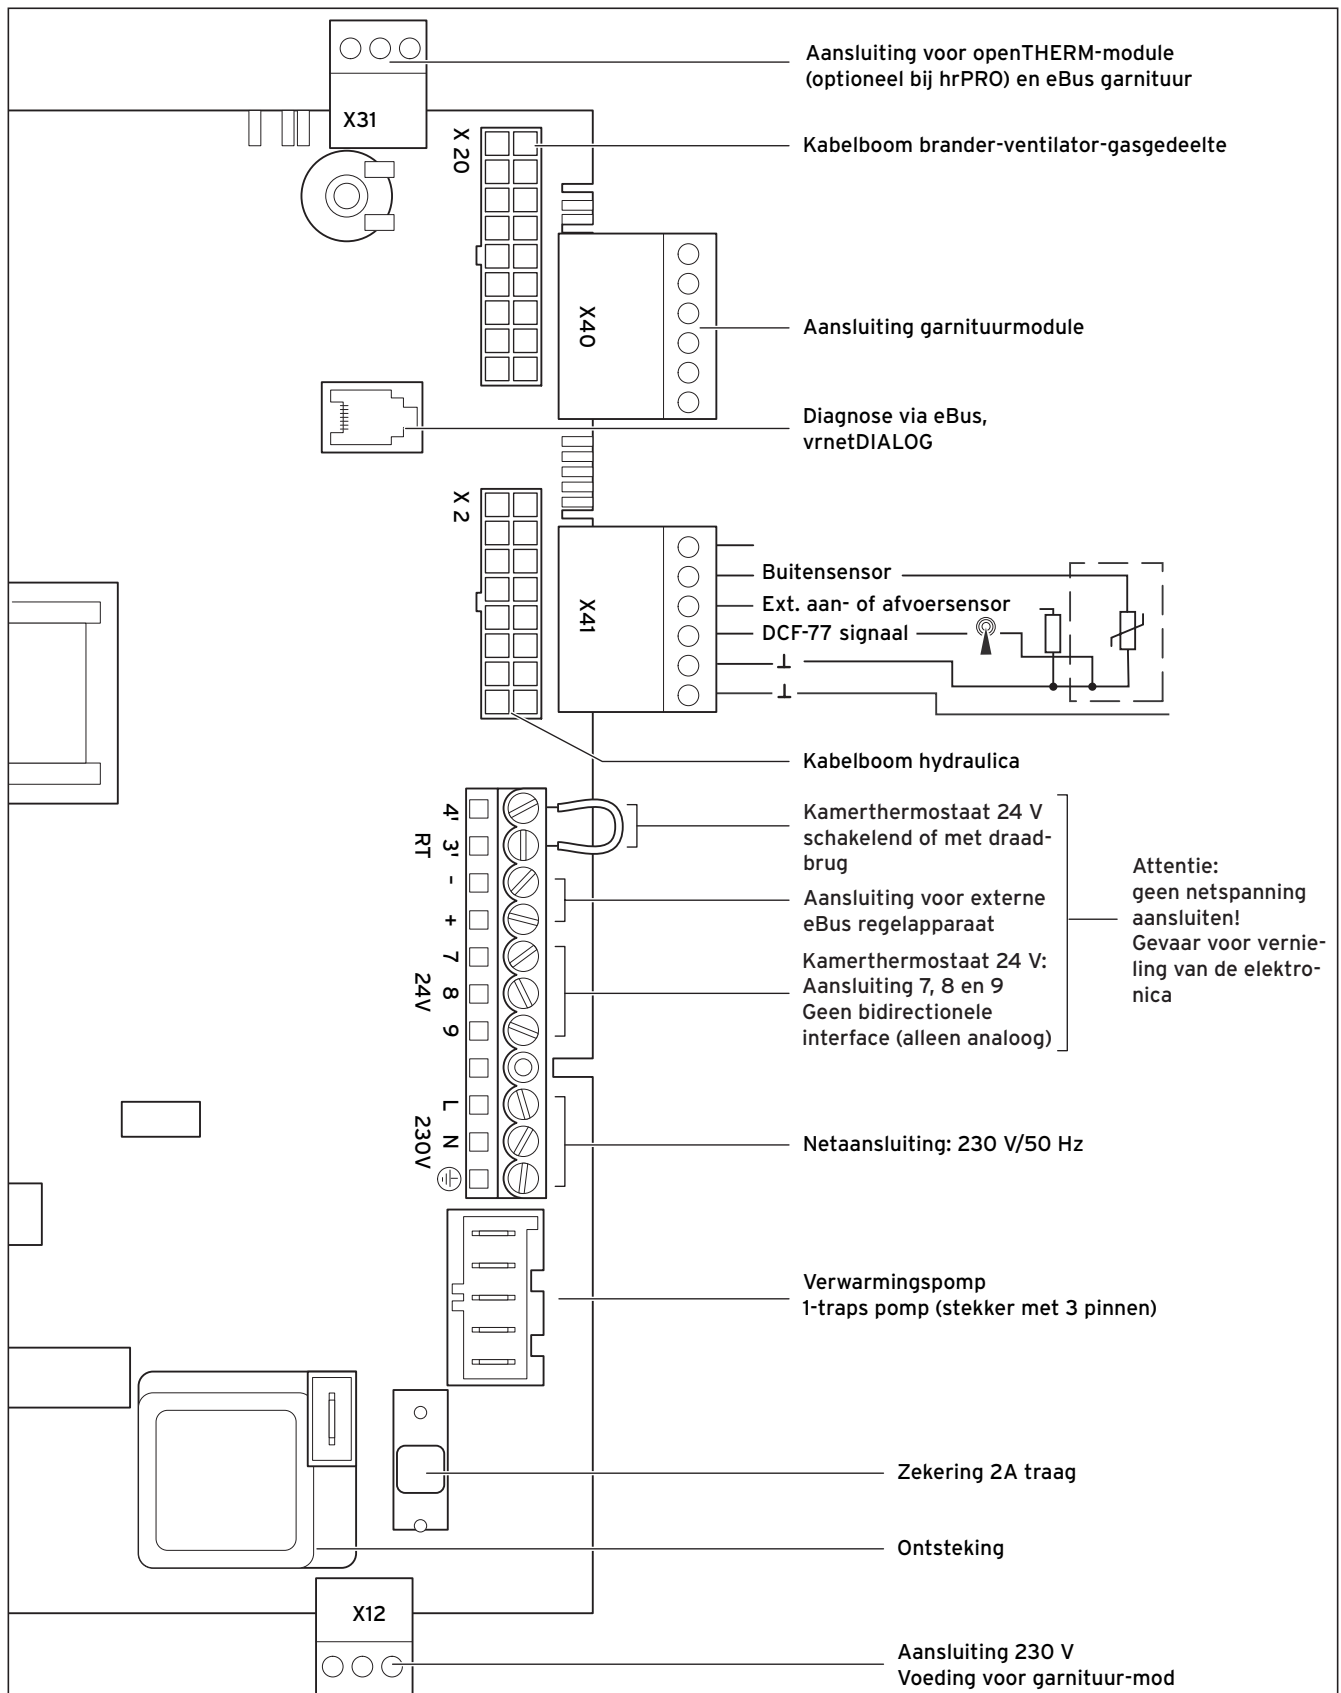 Aansluiting voor openTHERM-module
(optioneel bij hrPRO) en eBus garnituur
X31
X 20
Kabelboom brander-ventilator-gasgedeelte
X40
Aansluiting garnituurmodule
Diagnose via eBus,
vrnetDIALOG
X 2
X41
Buitensensor
Ext. aan- of afvoersensor
DCF-77 signaal
Kabelboom hydraulica
4'
3'
RT
-
+
7
8
9
24V
L
N
230V
Kamerthermostaat 24 V
schakelend of met draad-
brug
Aansluiting voor externe
eBus regelapparaat
Kamerthermostaat 24 V:
Aansluiting 7, 8 en 9
Geen bidirectionele
interface (alleen analoog)
Attentie:
geen netspanning
aansluiten!
Gevaar voor vernie-
ling van de elektro-
nica
Netaansluiting: 230 V/50 Hz
Verwarmingspomp
1-traps pomp (stekker met 3 pinnen)
Zekering 2A traag
Ontsteking
X12
Aansluiting 230 V
Voeding voor garnituur-mod